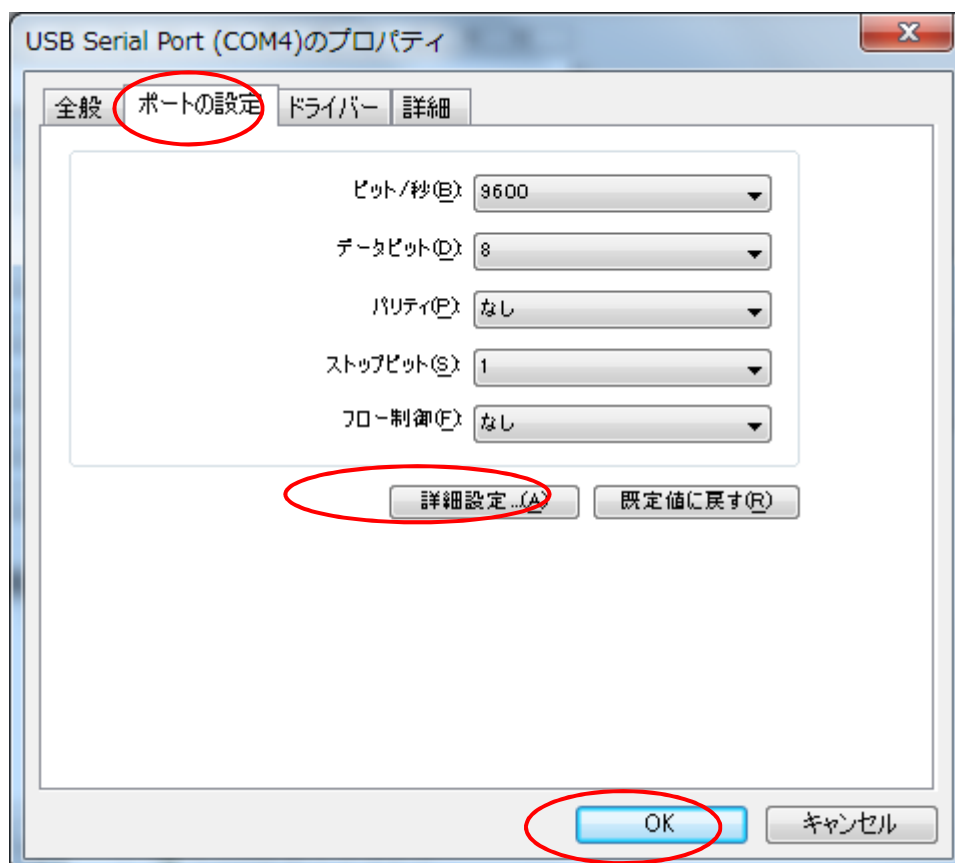 USB Serial Port (COM4)のプロパティ
全般 ポートの設定 ドライバー 詳細
ビット/秒(B): 9600
データビット(D): 8
パリティ(P): なし
ストップビット(S): 1
フロー制御(F): なし
詳細設定...(A) 既定値に戻す(R)
OK キャンセル